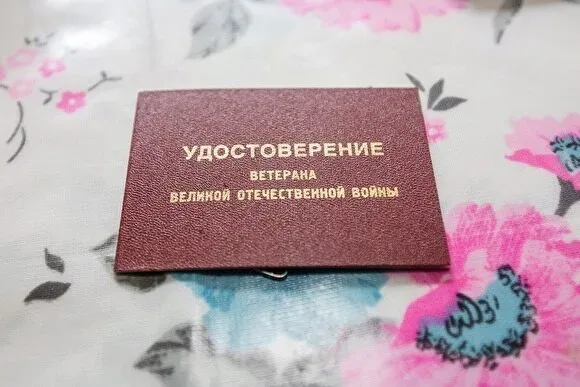 УДОСТОВЕРЕНИЕ
ВЕТЕРАНА
ВЕЛИКОЙ ОТЕЧЕСТВЕННОЙ ВОЙНЫ